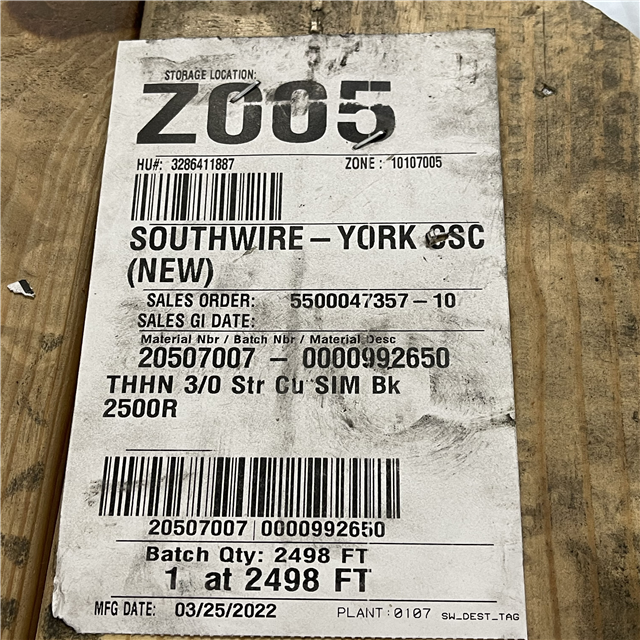 STORAGE LOCATION:
Z005
HU#: 3286411887 ZONE: 10107005
SOUTHWIRE - YORK CSC
(NEW)
SALES ORDER: 5500047357 - 10
SALES GI DATE:
Material Nbr / Batch Nbr / Material Desc
20507007 - 0000992650
THHN 3/0 Str Cu SIM Bk
2500R
20507007 0000992650
Batch Qty: 2498 FT
1 at 2498 FT
MFG DATE: 03/25/2022 PLANT:0107 SW_DEST_TAG